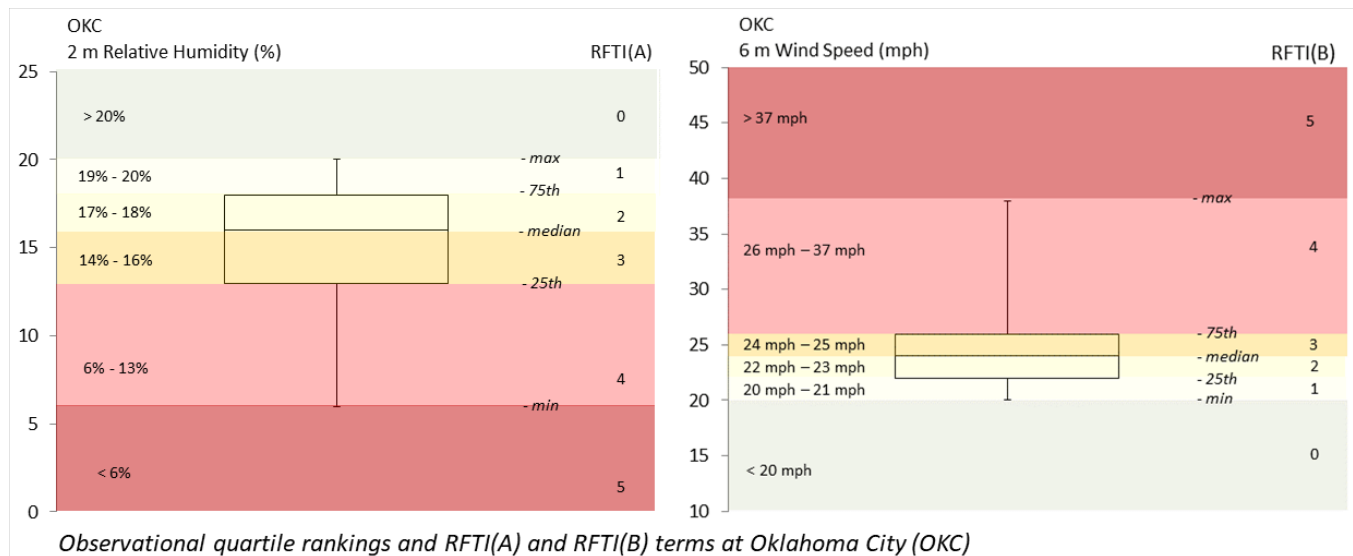 OKC
2 m Relative Humidity (%) RFTI(A)
25
> 20% 0
20 - max
19% - 20% 1
- 75th
17% - 18% 2
- median
15
14% - 16% 3
- 25th
10
6% - 13% 4
- min
5
< 6% 5
0
OKC
6 m Wind Speed (mph) RFTI(B)
50
45 > 37 mph 5
40
- max
35
26 mph – 37 mph 4
30
- 75th
25 24 mph – 25 mph 3
- median
22 mph – 23 mph 2
- 25th
20 mph – 21 mph 1
20 - min
15 < 20 mph 0
10
Observational quartile rankings and RFTI(A) and RFTI(B) terms at Oklahoma City (OKC)